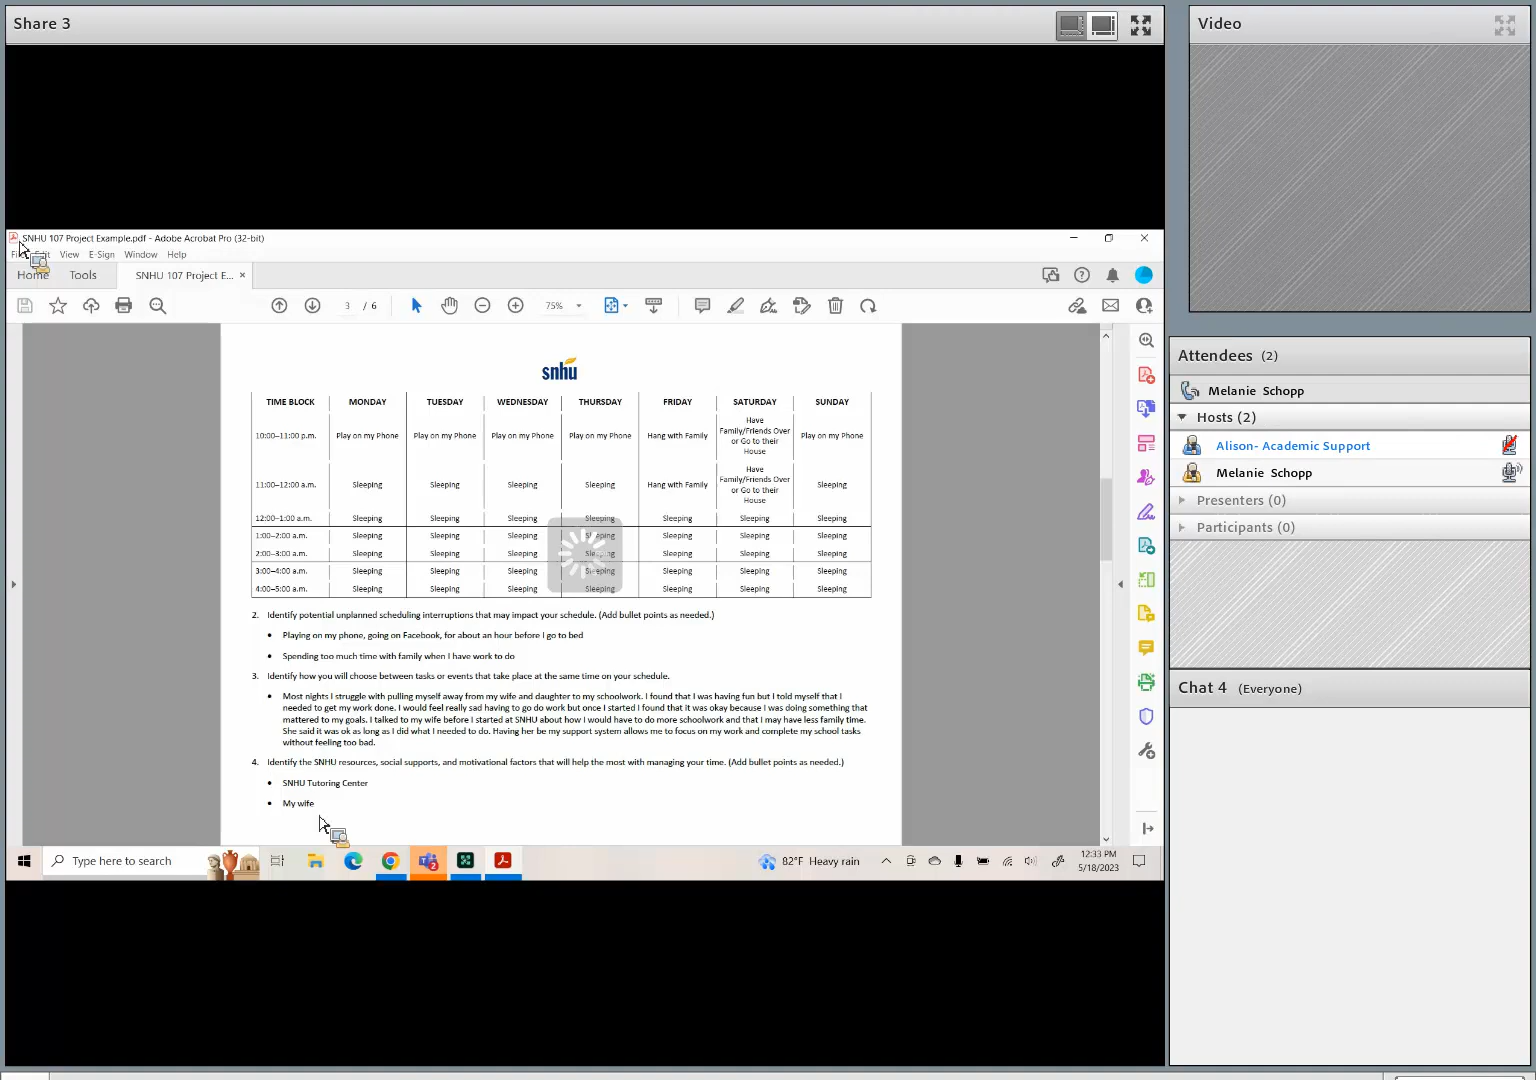 Share 3
Video
SNHU 107 Project Example.pdf - Adobe Acrobat Pro (32-bit)
View E-Sign Window Help
Home Tools SNHU 107 Project E... ×
3 / 6 75%
snhu
TIME BLOCK MONDAY TUESDAY WEDNESDAY THURSDAY FRIDAY SATURDAY SUNDAY
10:00–11:00 p.m. Play on my Phone Play on my Phone Play on my Phone Play on my Phone Hang with Family Have Family/Friends Over or Go to their House Play on my Phone
11:00–12:00 a.m. Sleeping Sleeping Sleeping Sleeping Hang with Family Have Family/Friends Over or Go to their House Sleeping
12:00–1:00 a.m. Sleeping Sleeping Sleeping Sleeping Sleeping Sleeping Sleeping
1:00–2:00 a.m. Sleeping Sleeping Sleeping Sleeping Sleeping Sleeping Sleeping
2:00–3:00 a.m. Sleeping Sleeping Sleeping Sleeping Sleeping Sleeping Sleeping
3:00–4:00 a.m. Sleeping Sleeping Sleeping Sleeping Sleeping Sleeping Sleeping
4:00–5:00 a.m. Sleeping Sleeping Sleeping Sleeping Sleeping Sleeping Sleeping
2. Identify potential unplanned scheduling interruptions that may impact your schedule. (Add bullet points as needed.)
• Playing on my phone, going on Facebook, for about an hour before I go to bed
• Spending too much time with family when I have work to do
3. Identify how you will choose between tasks or events that take place at the same time on your schedule.
• Most nights I struggle with pulling myself away from my wife and daughter to my schoolwork. I found that I was having fun but I told myself that I
needed to get my work done. I would feel really sad having to go do work but once I started I found that it was okay because I was doing something that
mattered to my goals. I talked to my wife before I started at SNHU about how I would have to do more schoolwork and that I may have less family time.
She said it was ok as long as I did what I needed to do. Having her be my support system allows me to focus on my work and complete my school tasks
without feeling too bad.
4. Identify the SNHU resources, social supports, and motivational factors that will help the most with managing your time. (Add bullet points as needed.)
• SNHU Tutoring Center
• My wife
Type here to search
82°F Heavy rain
12:33 PM
5/18/2023
Attendees (2)
Melanie Schopp
Hosts (2)
Alison- Academic Support
Melanie Schopp
Presenters (0)
Participants (0)
Chat 4 (Everyone)